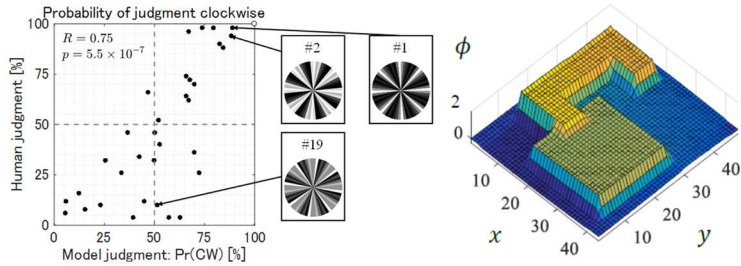 Probability of judgment clockwise
100
75
50
25
0
Human judgment [%]
R = 0.75
p = 5.5 × 10⁻⁷
0
25
50
75
100
Model judgment: Pr(CW) [%]
#2
#1
#19
ϕ
2
0
10
20
30
40
x
10
20
30
40
y